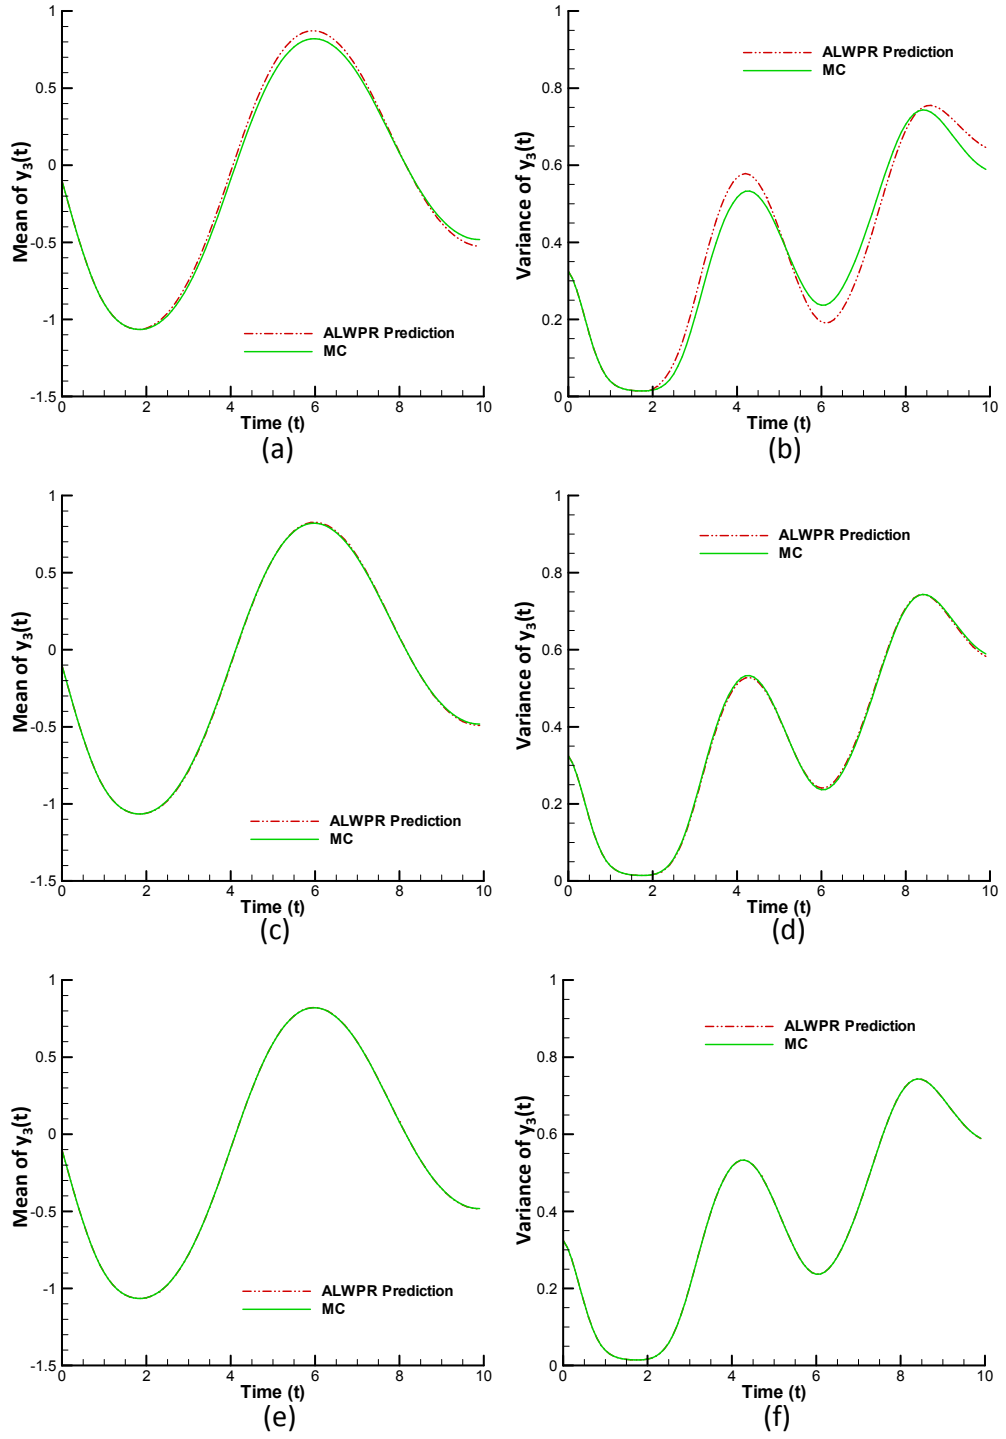 1
0.5
0
-0.5
-1
-1.5
Mean of y3(t)
ALWPR Prediction
MC
0 2 4 6 8 10
Time (t)
(a)
1
0.8
0.6
0.4
0.2
0
Variance of y3(t)
ALWPR Prediction
MC
0 2 4 6 8 10
Time (t)
(b)
1
0.5
0
-0.5
-1
-1.5
Mean of y3(t)
ALWPR Prediction
MC
0 2 4 6 8 10
Time (t)
(c)
1
0.8
0.6
0.4
0.2
0
Variance of y3(t)
ALWPR Prediction
MC
0 2 4 6 8 10
Time (t)
(d)
1
0.5
0
-0.5
-1
-1.5
Mean of y3(t)
ALWPR Prediction
MC
0 2 4 6 8 10
Time (t)
(e)
1
0.8
0.6
0.4
0.2
0
Variance of y3(t)
ALWPR Prediction
MC
0 2 4 6 8 10
Time (t)
(f)